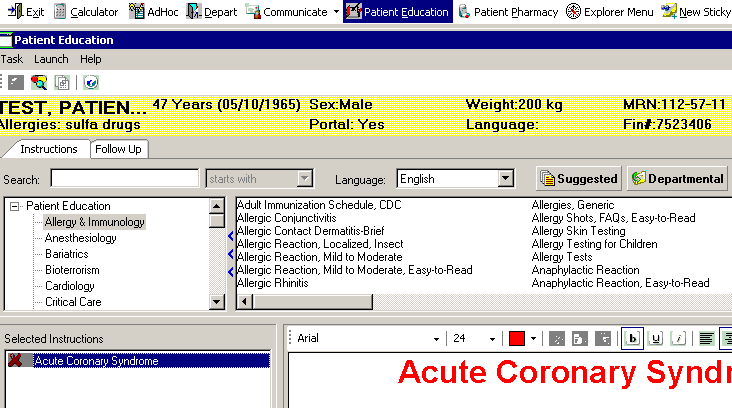 Exit Calculator AdHoc Depart Communicate Patient Education Patient Pharmacy Explorer Menu New Sticky
Patient Education
Task Launch Help
TEST, PATIEN... 47 Years (05/10/1965) Sex:Male Weight:200 kg MRN:112-57-11
Allergies: sulfa drugs Portal: Yes Language: Fin#:7523406
Instructions Follow Up
Search: starts with Language: English Suggested Departmental
Patient Education
Allergy & Immunology
Anesthesiology
Bariatrics
Bioterrorism
Cardiology
Critical Care
Adult Immunization Schedule, CDC
Allergic Conjunctivitis
Allergic Contact Dermatitis-Brief
Allergic Reaction, Localized, Insect
Allergic Reaction, Mild to Moderate
Allergic Reaction, Mild to Moderate, Easy-to-Read
Allergic Rhinitis
Allergies, Generic
Allergy Shots, FAQs, Easy-to-Read
Allergy Skin Testing
Allergy Testing for Children
Allergy Tests
Anaphylactic Reaction
Anaphylactic Reaction, Easy-to-Read
Selected Instructions
Acute Coronary Syndrome
Arial 24 b u i
Acute Coronary Syndr